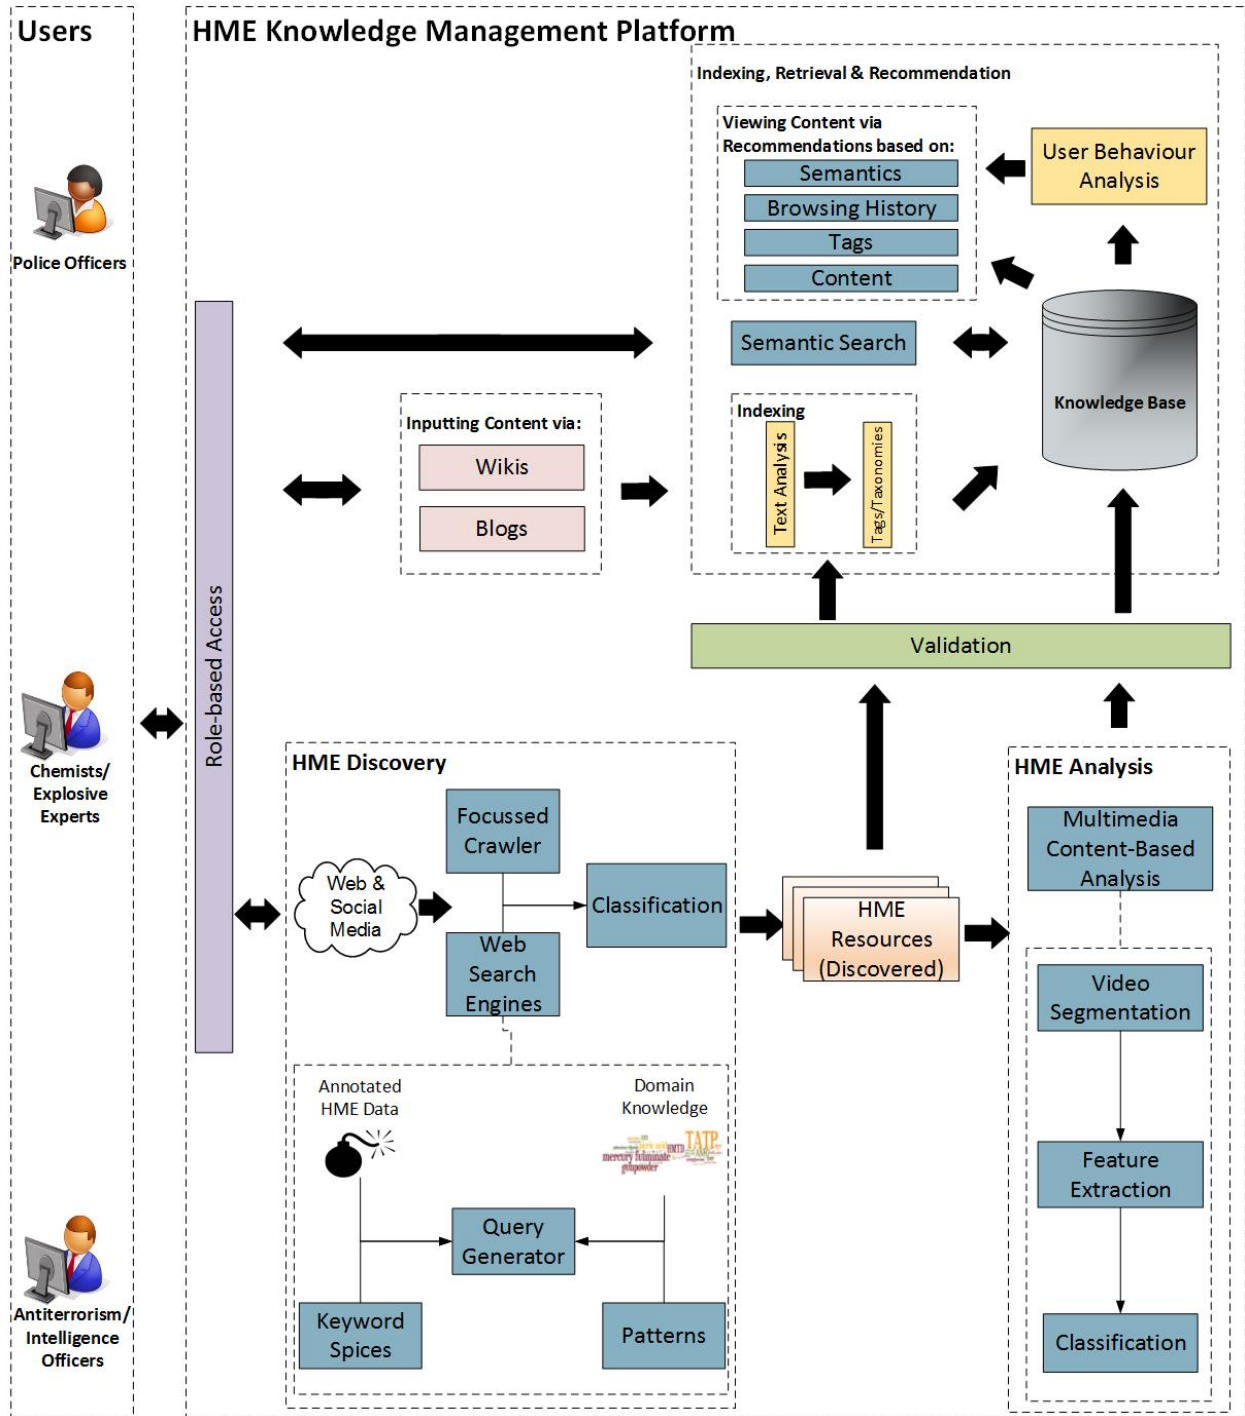 Users
HME Knowledge Management Platform
Indexing, Retrieval & Recommendation
Viewing Content via
Recommendations based on:
Semantics
Browsing History
Tags
Content
User Behaviour
Analysis
Police Officers
Semantic Search
Knowledge Base
Inputting Content via:
Wikis
Blogs
Indexing
Text Analysis
Tags/Taxonomies
Role-based Access
Validation
Chemists/
Explosive
Experts
HME Discovery
Focussed
Crawler
Web &
Social
Media
Classification
Web
Search
Engines
HME
Resources
(Discovered)
HME Analysis
Multimedia
Content-Based
Analysis
Video
Segmentation
Feature
Extraction
Classification
Annotated
HME Data
Domain
Knowledge
TATP
HMTD
mercury fulminate
gunpowder
Query
Generator
Keyword
Spices
Patterns
Antiterrorism/
Intelligence
Officers